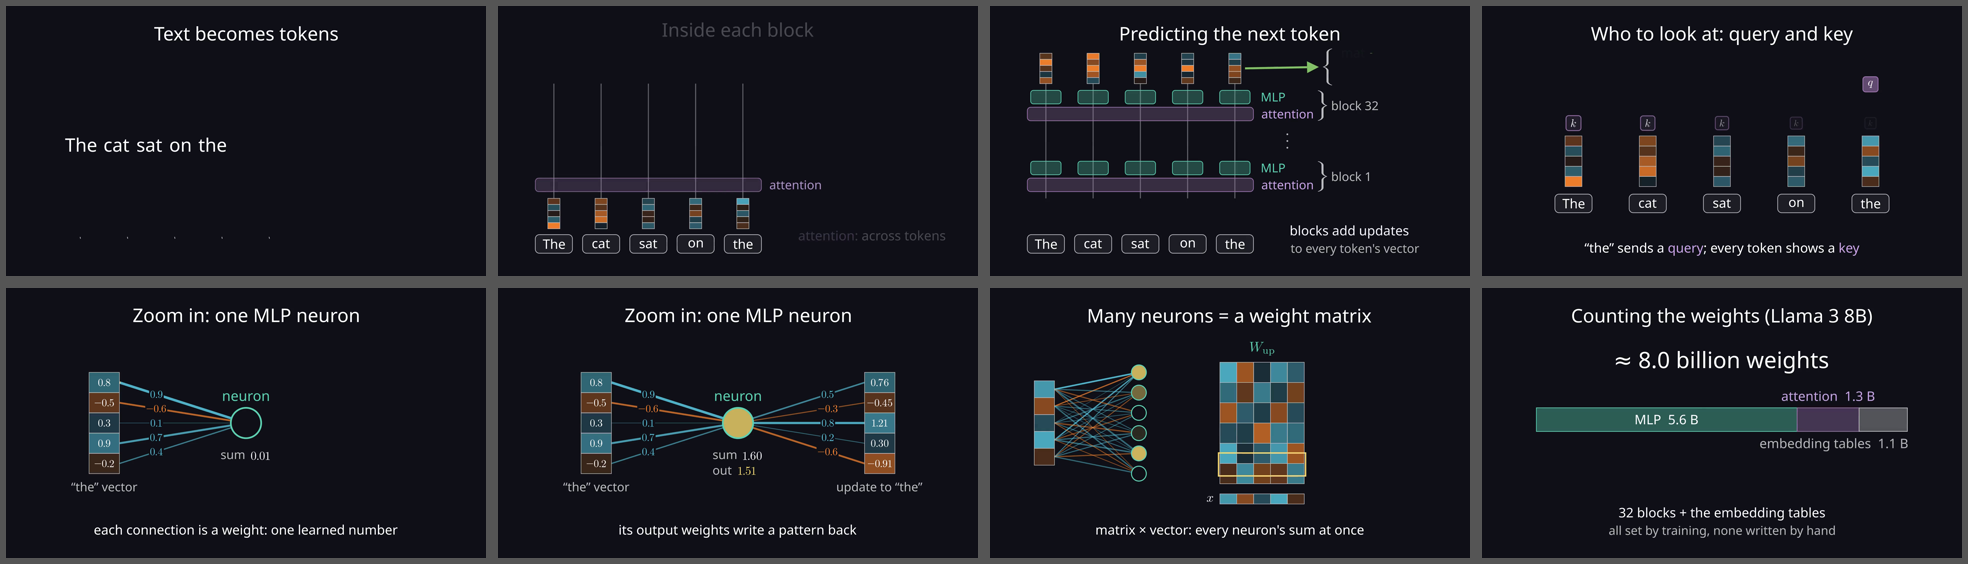 Text becomes tokens
The cat sat on the
Inside each block
attention
attention: across tokens
The cat sat on the
Predicting the next token
MLP
attention
block 32
MLP
attention
block 1
The cat sat on the
blocks add updates
to every token's vector
Who to look at: query and key
q
k k k k k
The cat sat on the
“the” sends a query; every token shows a key
Zoom in: one MLP neuron
0.8
−0.5
0.3
0.9
−0.2
0.9
−0.6
0.1
0.7
0.4
neuron
sum 0.01
“the” vector
each connection is a weight: one learned number
Zoom in: one MLP neuron
0.8
−0.5
0.3
0.9
−0.2
0.9
−0.6
0.1
0.7
0.4
neuron
sum 1.60
out 1.51
0.5
−0.3
0.8
0.2
−0.6
0.76
−0.45
1.21
0.30
−0.91
“the” vector
update to “the”
its output weights write a pattern back
Many neurons = a weight matrix
Wup
x
matrix × vector: every neuron's sum at once
Counting the weights (Llama 3 8B)
≈ 8.0 billion weights
attention 1.3 B
MLP 5.6 B
embedding tables 1.1 B
32 blocks + the embedding tables
all set by training, none written by hand